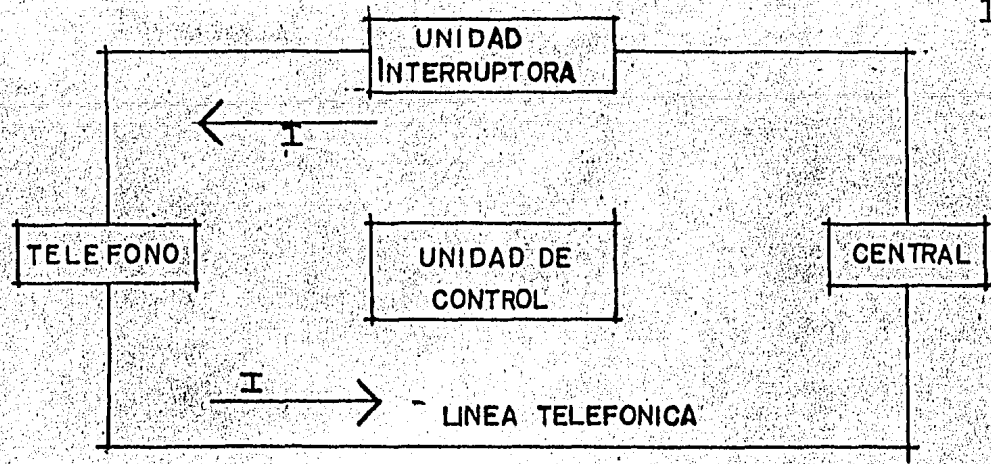 UNIDAD
INTERRUPTORA
I
TELEFONO
UNIDAD DE
CONTROL
CENTRAL
I
LINEA TELEFONICA